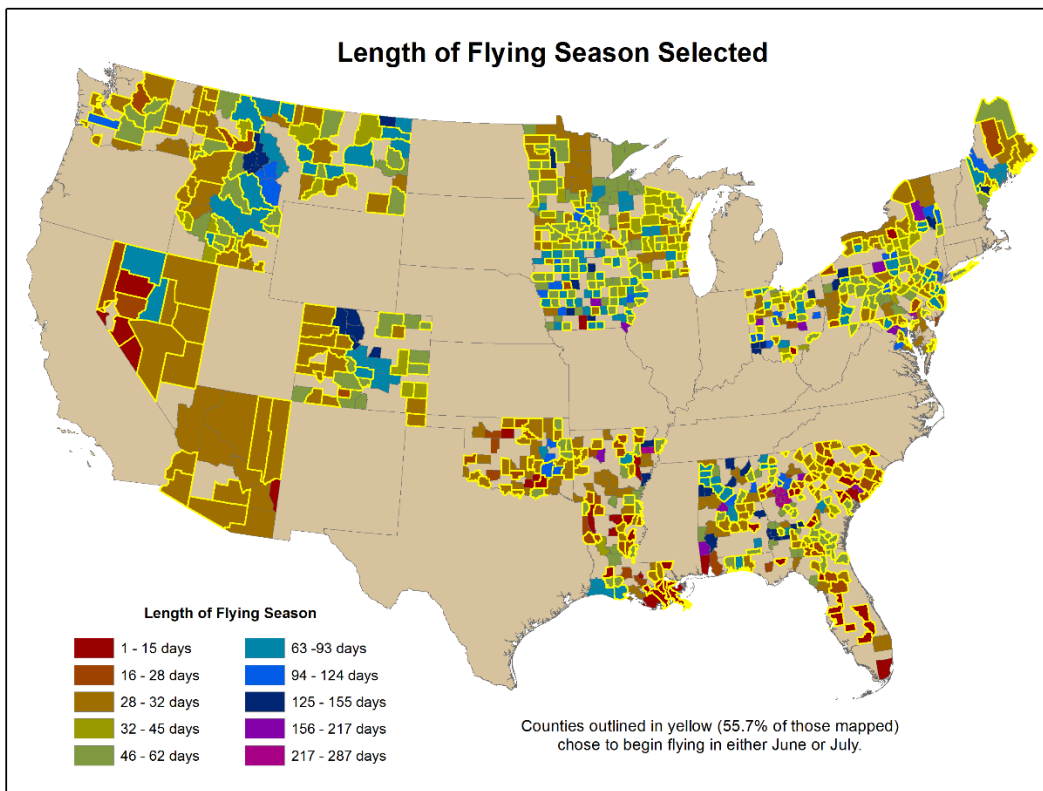 Length of Flying Season Selected
Length of Flying Season
1 - 15 days
16 - 28 days
28 - 32 days
32 - 45 days
46 - 62 days
63 -93 days
94 - 124 days
125 - 155 days
156 - 217 days
217 - 287 days
Counties outlined in yellow (55.7% of those mapped)
chose to begin flying in either June or July.